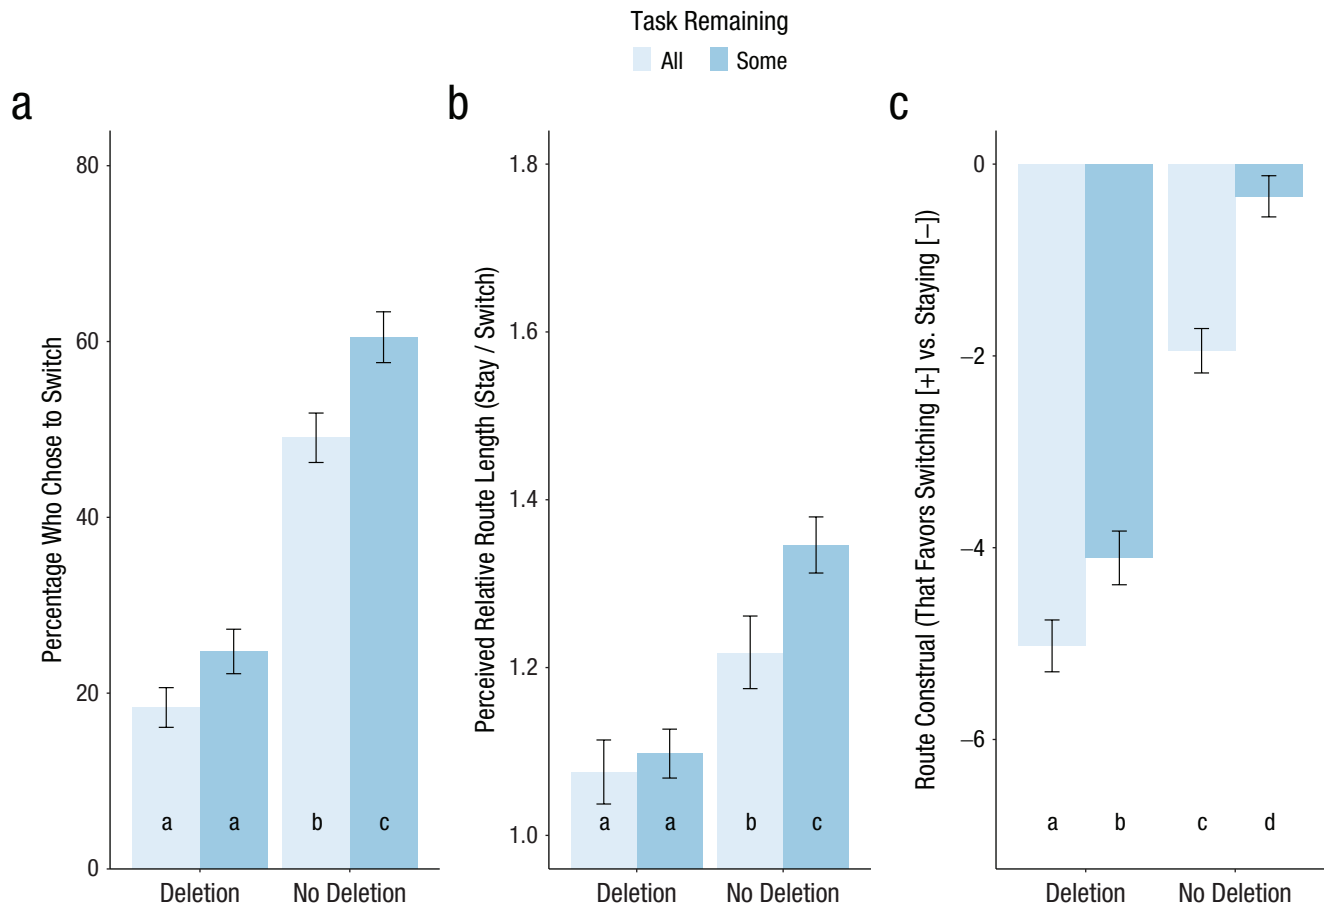 Task Remaining
All Some
a
Percentage Who Chose to Switch
80
60
40
20
0
a a b c
Deletion No Deletion
b
Perceived Relative Route Length (Stay / Switch)
1.8
1.6
1.4
1.2
1.0
a a b c
Deletion No Deletion
c
Route Construal (That Favors Switching [+] vs. Staying [−])
0
−2
−4
−6
a b c d
Deletion No Deletion